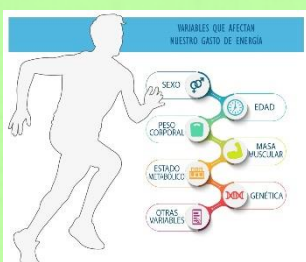 VARIABLES QUE AFECTAN
NUESTRO GASTO DE ENERGÍA
SEXO
EDAD
PESO
CORPORAL
MASA
MUSCULAR
ESTADO
METABÓLICO
GENÉTICA
OTRAS
VARIABLES